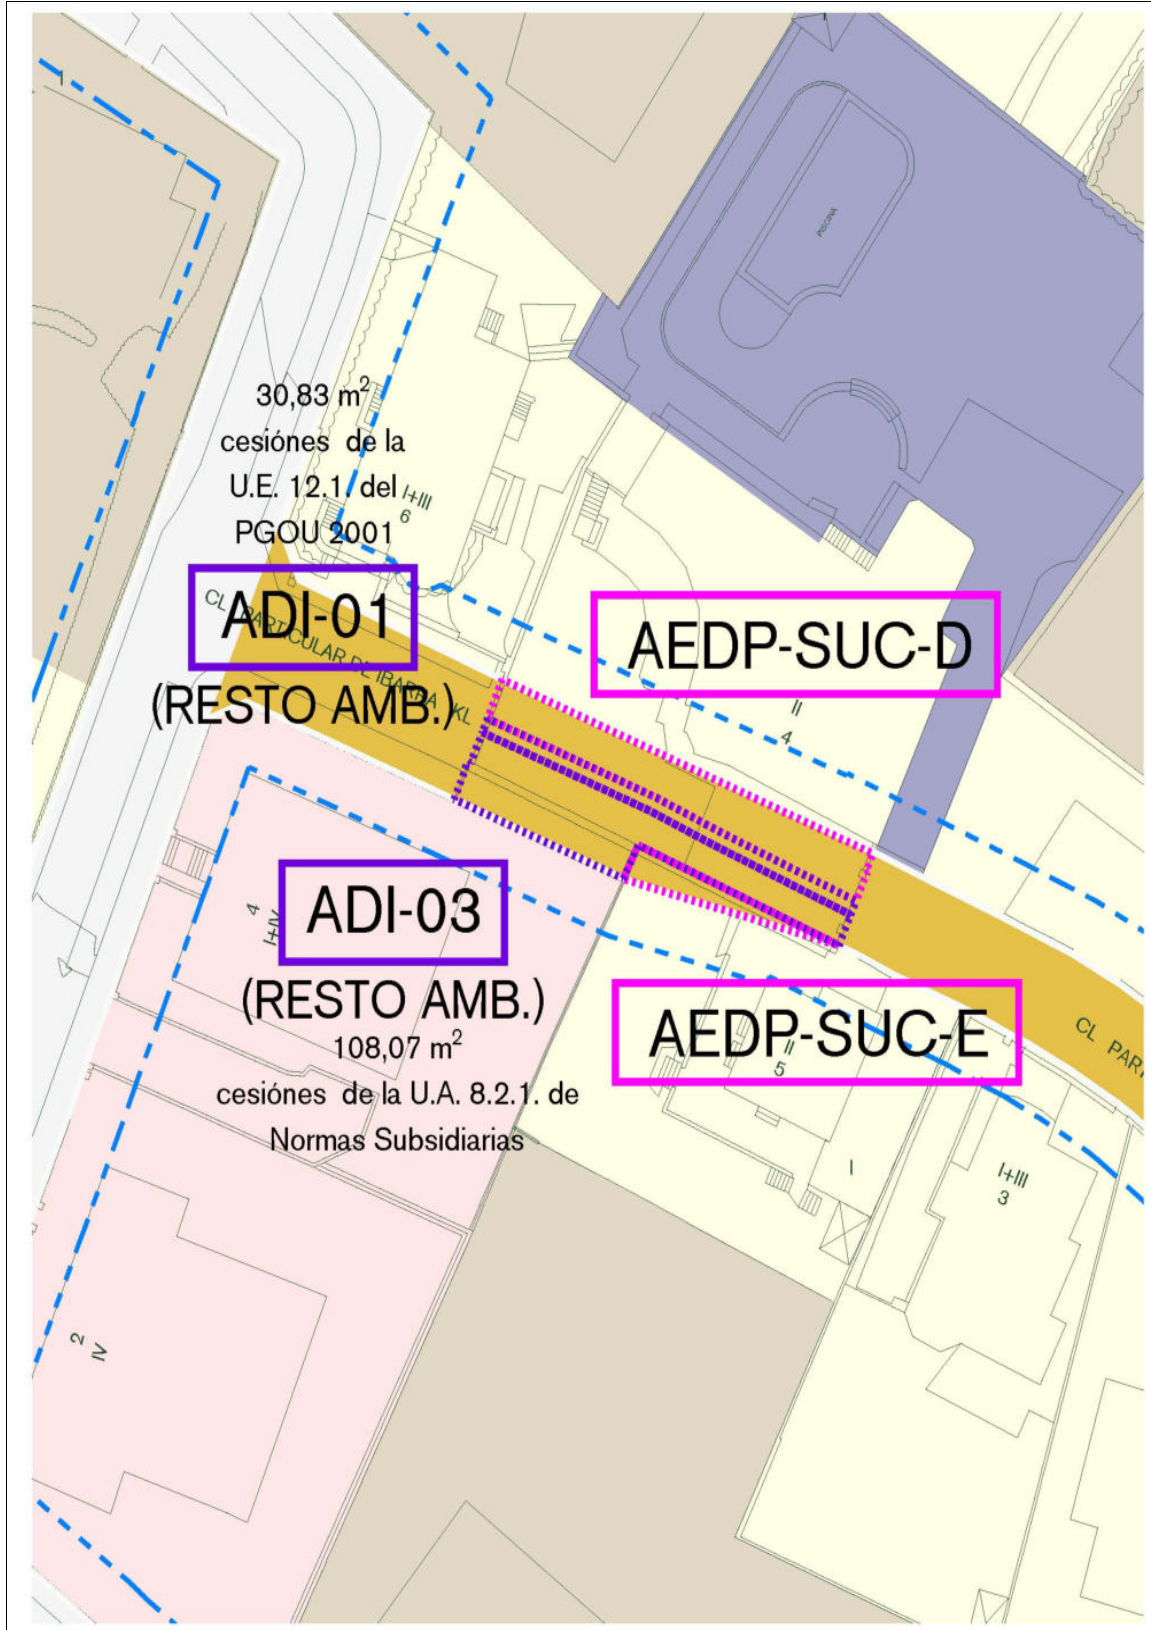 PISCINA
30,83 m²
cesiónes de la
U.E. 12.1. del
PGOU 2001
I+III
6
ADI-01
(RESTO AMB.)
CL PARTICULAR DE IBARRA KL
AEDP-SUC-D
II
4
ADI-03
(RESTO AMB.)
108,07 m²
cesiónes de la U.A. 8.2.1. de
Normas Subsidiarias
4
I+IV
AEDP-SUC-E
II
5
CL PART
I
I+III
3
2
IV